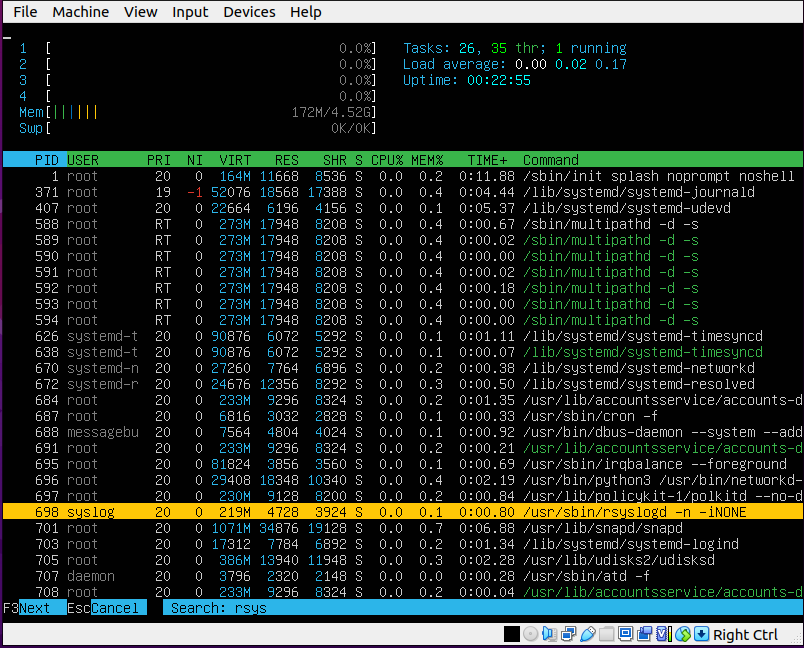 File Machine View Input Devices Help
1 [ 0.0%] Tasks: 26, 35 thr; 1 running
2 [ 0.0%] Load average: 0.00 0.02 0.17
3 [ 0.0%] Uptime: 00:22:55
4 [ 0.0%]
Mem[|||||| 172M/4.52G]
Swp[ 0K/0K]
PID USER PRI NI VIRT RES SHR S CPU% MEM% TIME+ Command
1 root 20 0 164M 11668 8536 S 0.0 0.2 0:11.88 /sbin/init splash noprompt noshell
371 root 19 -1 52076 18568 17388 S 0.0 0.4 0:04.44 /lib/systemd/systemd-journald
407 root 20 0 22664 6196 4156 S 0.0 0.1 0:05.37 /lib/systemd/systemd-udevd
588 root RT 0 273M 17948 8208 S 0.0 0.4 0:00.67 /sbin/multipathd -d -s
589 root RT 0 273M 17948 8208 S 0.0 0.4 0:00.02 /sbin/multipathd -d -s
590 root RT 0 273M 17948 8208 S 0.0 0.4 0:00.00 /sbin/multipathd -d -s
591 root RT 0 273M 17948 8208 S 0.0 0.4 0:00.02 /sbin/multipathd -d -s
592 root RT 0 273M 17948 8208 S 0.0 0.4 0:00.18 /sbin/multipathd -d -s
593 root RT 0 273M 17948 8208 S 0.0 0.4 0:00.00 /sbin/multipathd -d -s
594 root RT 0 273M 17948 8208 S 0.0 0.4 0:00.00 /sbin/multipathd -d -s
626 systemd-t 20 0 90876 6072 5292 S 0.0 0.1 0:01.11 /lib/systemd/systemd-timesyncd
638 systemd-t 20 0 90876 6072 5292 S 0.0 0.1 0:00.07 /lib/systemd/systemd-timesyncd
670 systemd-n 20 0 27260 7764 6896 S 0.0 0.2 0:00.38 /lib/systemd/systemd-networkd
672 systemd-r 20 0 24676 12356 8292 S 0.0 0.3 0:00.50 /lib/systemd/systemd-resolved
684 root 20 0 233M 9296 8324 S 0.0 0.2 0:01.35 /usr/lib/accountsservice/accounts-d
687 root 20 0 6816 3032 2828 S 0.0 0.1 0:00.33 /usr/sbin/cron -f
688 messagebu 20 0 7564 4804 4024 S 0.0 0.1 0:00.92 /usr/bin/dbus-daemon --system --add
691 root 20 0 233M 9296 8324 S 0.0 0.2 0:00.21 /usr/lib/accountsservice/accounts-d
695 root 20 0 81824 3856 3560 S 0.0 0.1 0:00.69 /usr/sbin/irqbalance --foreground
696 root 20 0 29408 18348 10340 S 0.0 0.4 0:02.19 /usr/bin/python3 /usr/bin/networkd-
697 root 20 0 230M 9128 8200 S 0.0 0.2 0:00.84 /usr/lib/policykit-1/polkitd --no-d
698 syslog 20 0 219M 4728 3924 S 0.0 0.1 0:00.80 /usr/sbin/rsyslogd -n -iNONE
701 root 20 0 1071M 34876 19128 S 0.0 0.7 0:06.88 /usr/lib/snapd/snapd
703 root 20 0 17312 7784 6892 S 0.0 0.2 0:01.34 /lib/systemd/systemd-logind
705 root 20 0 386M 13940 11948 S 0.0 0.3 0:02.28 /usr/lib/udisks2/udisksd
707 daemon 20 0 3796 2320 2148 S 0.0 0.0 0:00.28 /usr/sbin/atd -f
708 root 20 0 233M 9296 8324 S 0.0 0.2 0:00.04 /usr/lib/accountsservice/accounts-d
F3Next EscCancel Search: rsys
Right Ctrl